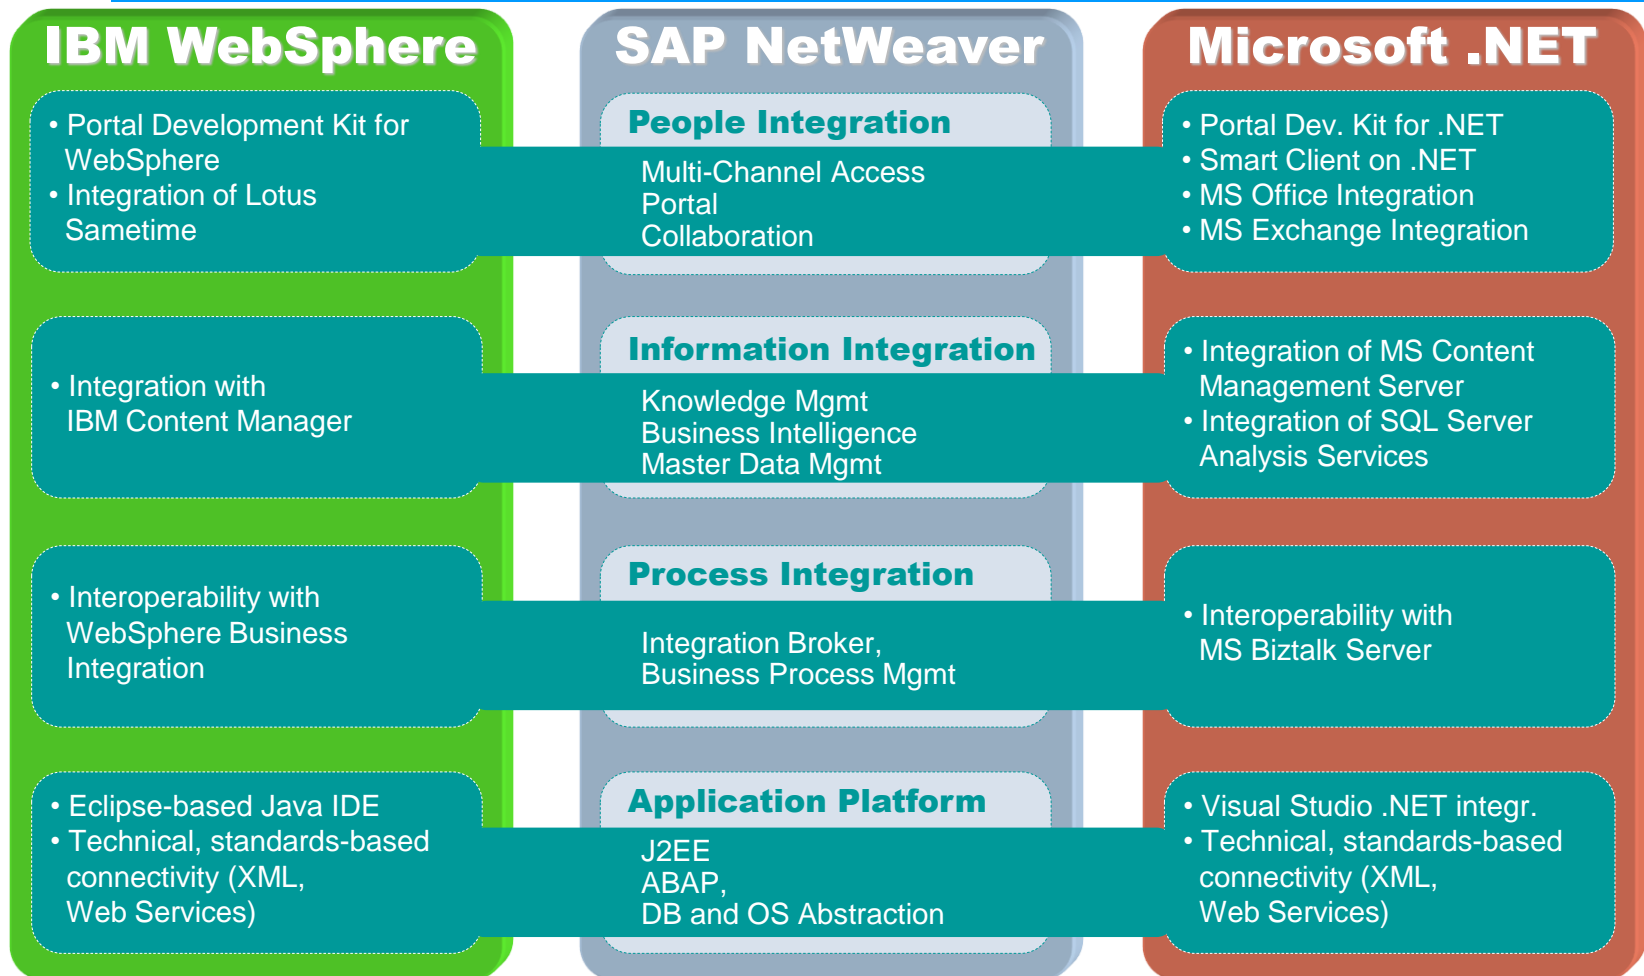 IBM WebSphere
SAP NetWeaver
Microsoft .NET
• Portal Development Kit for
WebSphere
• Integration of Lotus
Sametime
People Integration
Multi-Channel Access
Portal
Collaboration
• Portal Dev. Kit for .NET
• Smart Client on .NET
• MS Office Integration
• MS Exchange Integration
• Integration with
IBM Content Manager
Information Integration
Knowledge Mgmt
Business Intelligence
Master Data Mgmt
• Integration of MS Content
Management Server
• Integration of SQL Server
Analysis Services
• Interoperability with
WebSphere Business
Integration
Process Integration
Integration Broker,
Business Process Mgmt
• Interoperability with
MS Biztalk Server
• Eclipse-based Java IDE
• Technical, standards-based
connectivity (XML,
Web Services)
Application Platform
J2EE
ABAP,
DB and OS Abstraction
• Visual Studio .NET integr.
• Technical, standards-based
connectivity (XML,
Web Services)